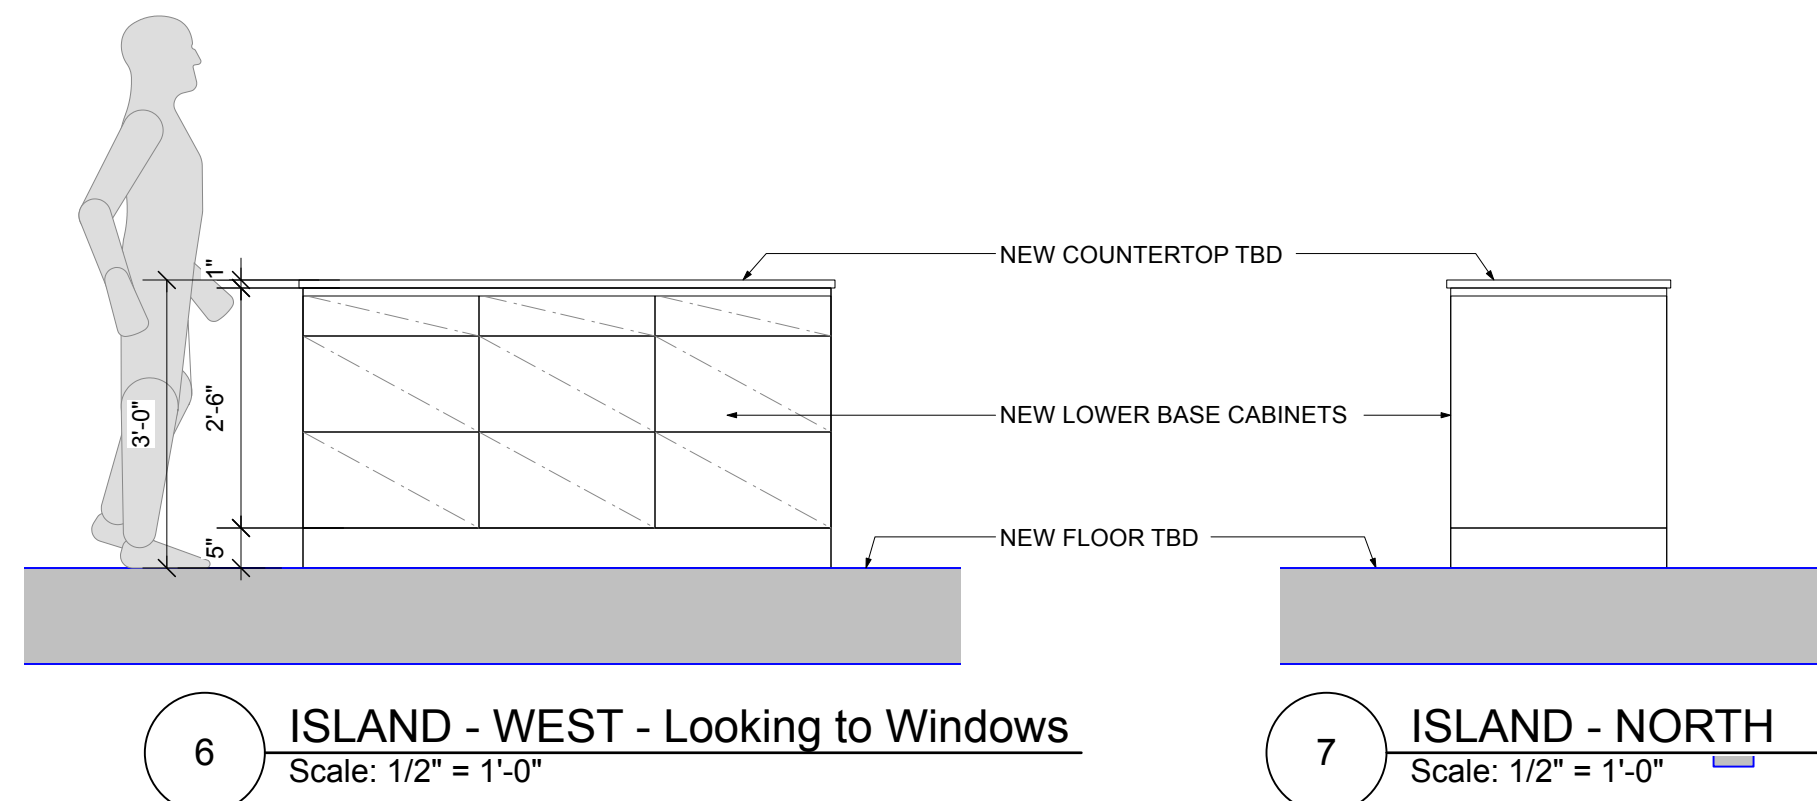 NEW COUNTERTOP TBD
1"
2'-6"
3'-0"
NEW LOWER BASE CABINETS
NEW FLOOR TBD
5"
6
ISLAND - WEST - Looking to Windows
Scale: 1/2" = 1'-0"
7
ISLAND - NORTH
Scale: 1/2" = 1'-0"